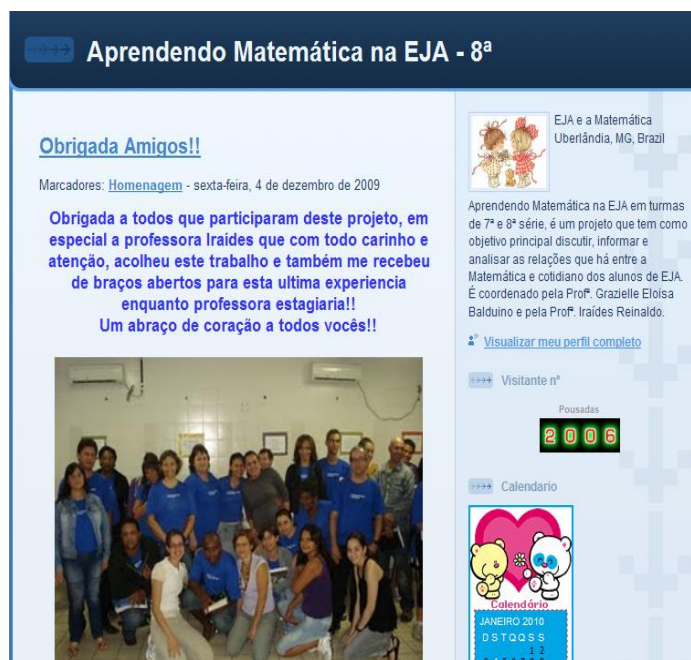 Aprendendo Matemática na EJA - 8ª
Obrigada Amigos!!
Marcadores: Homenagem - sexta-feira, 4 de dezembro de 2009
Obrigada a todos que participaram deste projeto, em
especial a professora Iraídes que com todo carinho e
atenção, acolheu este trabalho e também me recebeu
de braços abertos para esta ultima experiencia
enquanto professora estagiaria!!
Um abraço de coração a todos vocês!!
EJA e a Matemática
Uberlândia, MG, Brazil
Aprendendo Matemática na EJA em turmas
de 7ª e 8ª série, é um projeto que tem como
objetivo principal discutir, informar e
analisar as relações que há entre a
Matemática e cotidiano dos alunos de EJA.
É coordenado pela Profª. Grazielle Eloisa
Balduino e pela Profª. Iraídes Reinaldo.
Visualizar meu perfil completo
Visitante nº
Pousadas
2006
Calendario
Calendário
JANEIRO 2010
D S T Q Q S S
1 2